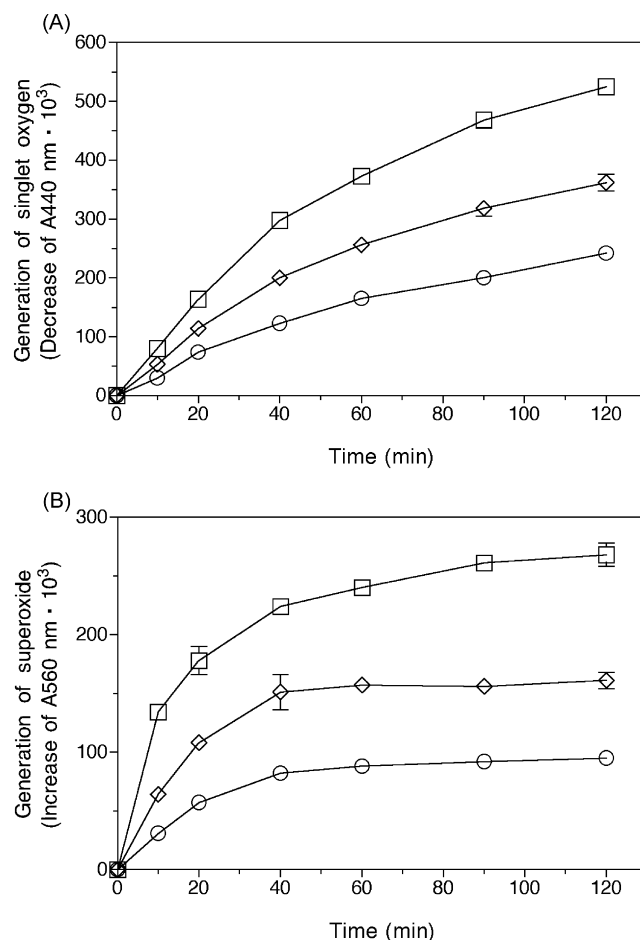 (A)
600
500
400
300
200
100
0
Generation of singlet oxygen
(Decrease of A440 nm · 10³)
0 20 40 60 80 100 120
Time (min)
(B)
300
200
100
0
Generation of superoxide
(Increase of A560 nm · 10³)
0 20 40 60 80 100 120
Time (min)